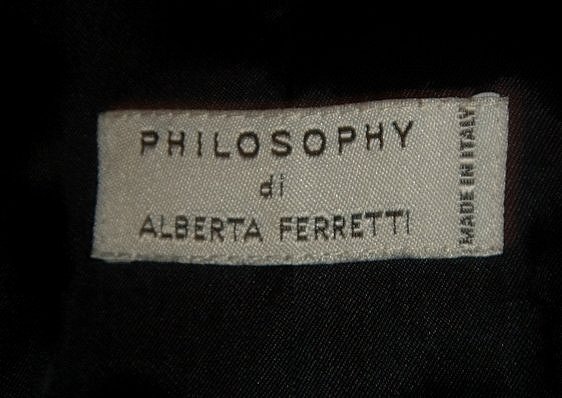 PHILOSOPHY
di
ALBERTA FERRETTI
MADE IN ITALY